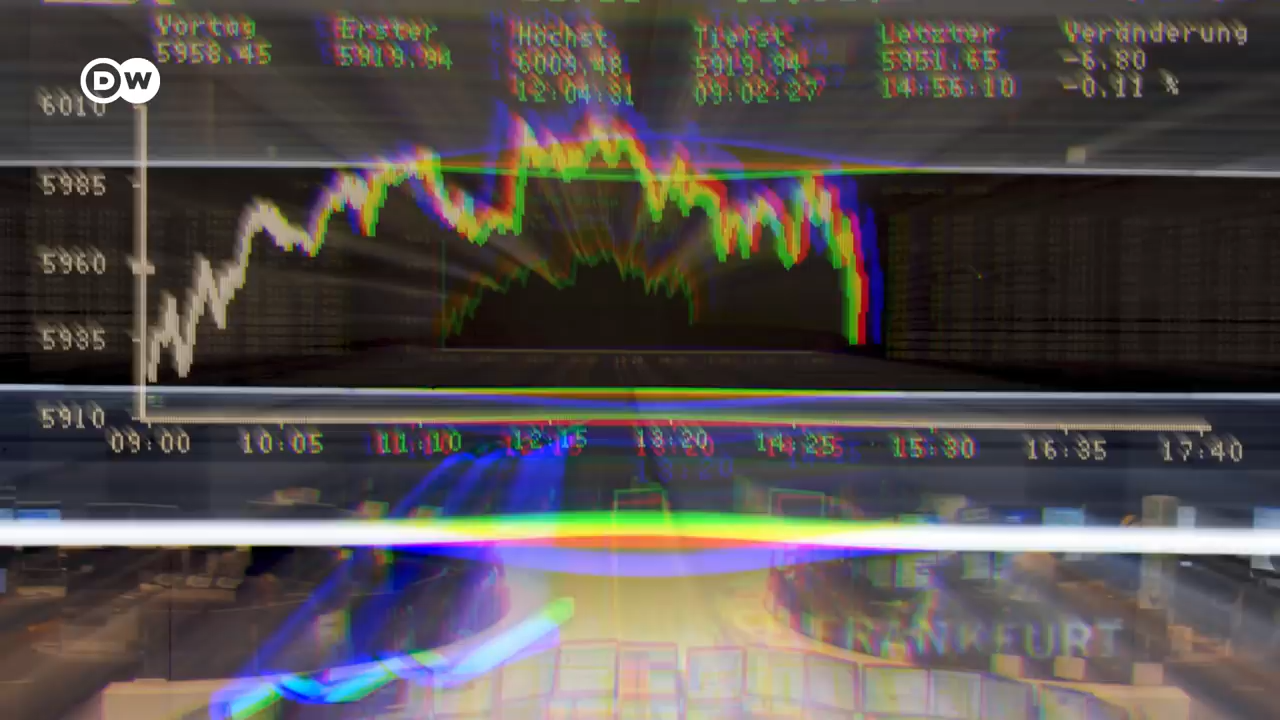 Vortag Erster Höchst Tiefst Letzter Veränderung
5958.45 5919.94 6009.48 5919.94 5951.65 -6.80
12:04:31 09:02:27 14:56:10 -0.11 %
DW
6010
5985
5960
5935
5910
09:00 10:05 11:10 12:15 13:20 14:25 15:30 16:35 17:40
FRANKFURT